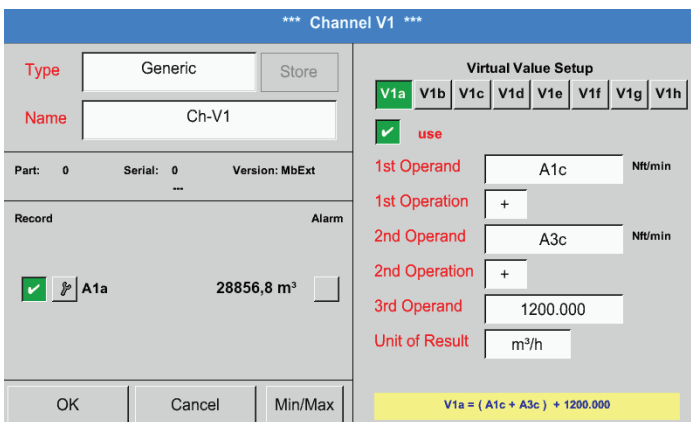 *** Channel V1 ***
Type Generic Store
Name Ch-V1
Part: 0 Serial: 0 Version: MbExt
---
Record Alarm
A1a 28856,8 m³
OK Cancel Min/Max
Virtual Value Setup
V1a V1b V1c V1d V1e V1f V1g V1h
use
1st Operand A1c Nft/min
1st Operation +
2nd Operand A3c Nft/min
2nd Operation +
3rd Operand 1200.000
Unit of Result m³/h
V1a = ( A1c + A3c ) + 1200.000